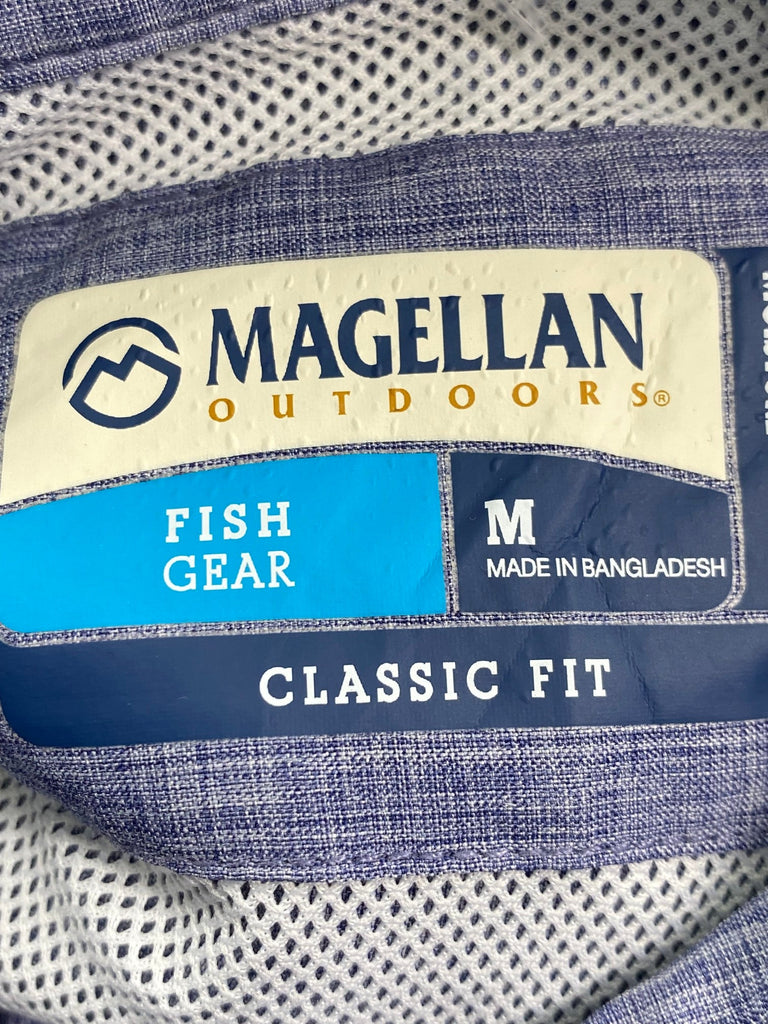 MAGELLAN
OUTDOORS®
FISH
GEAR
M
MADE IN BANGLADESH
CLASSIC FIT